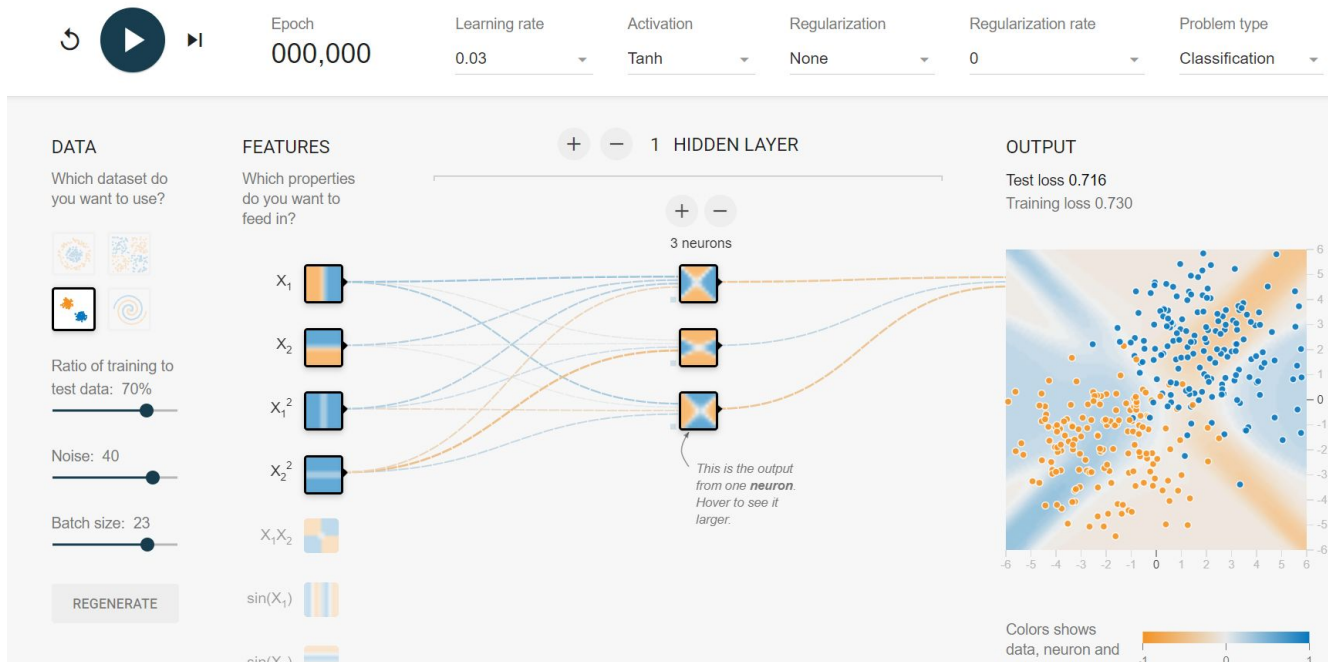 Epoch
000,000
Learning rate
0.03
Activation
Tanh
Regularization
None
Regularization rate
0
Problem type
Classification
DATA
Which dataset do
you want to use?
Ratio of training to
test data: 70%
Noise: 40
Batch size: 23
REGENERATE
FEATURES
Which properties
do you want to
feed in?
X1
X2
X1²
X2²
X1X2
sin(X1)
1 HIDDEN LAYER
3 neurons
This is the output
from one neuron.
Hover to see it
larger.
OUTPUT
Test loss 0.716
Training loss 0.730
6
5
4
3
2
1
0
-1
-2
-3
-4
-5
-6
-6 -5 -4 -3 -2 -1 0 1 2 3 4 5 6
Colors shows
data, neuron and
-1 0 1